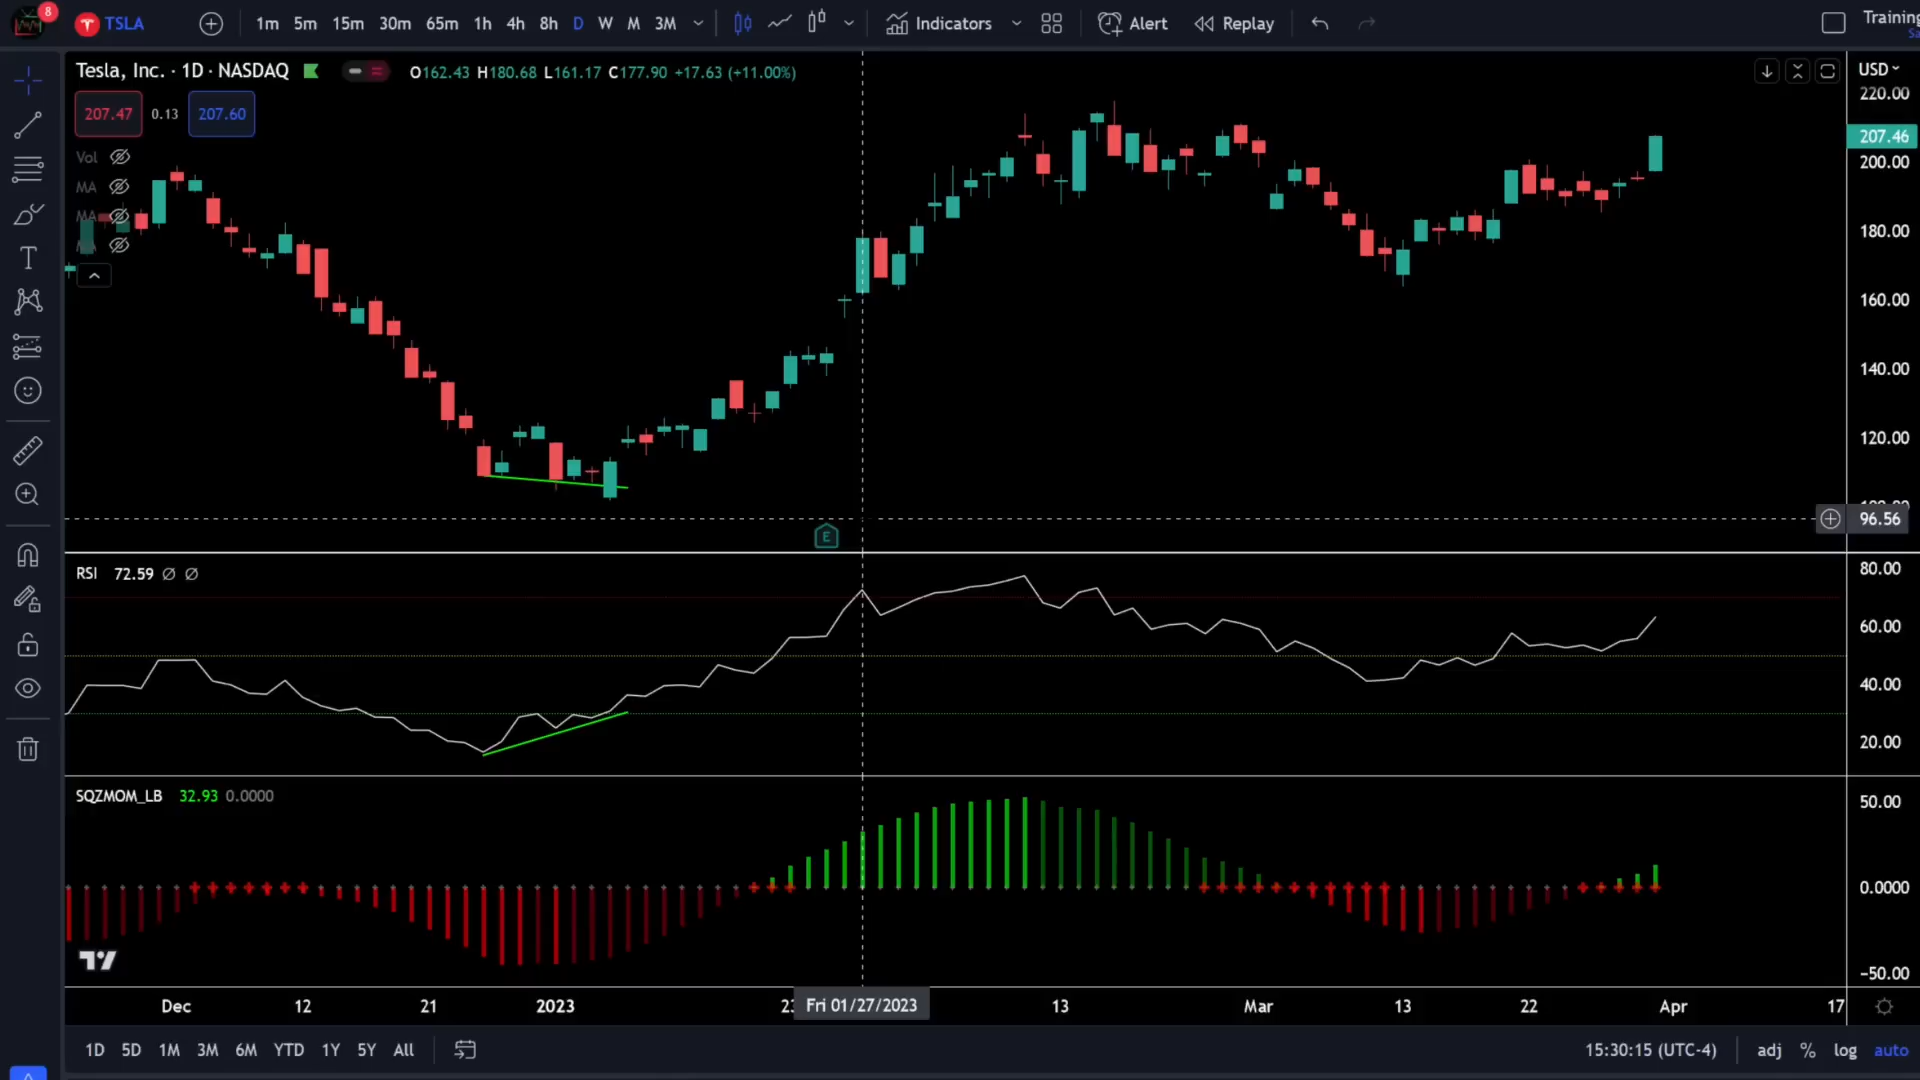 8 TSLA 1m 5m 15m 30m 65m 1h 4h 8h D W M 3M Indicators Alert Replay Training
Tesla, Inc. · 1D · NASDAQ O162.43 H180.68 L161.17 C177.90 +17.63 (+11.00%) USD
220.00
207.47 0.13 207.60
207.46
Vol
200.00
MA
MA
180.00
160.00
140.00
120.00
96.56
E
RSI 72.59 Ø Ø
80.00
60.00
40.00
20.00
SQZMOM_LB 32.93 0.0000
50.00
0.0000
−50.00
Dec 12 21 2023 Fri 01/27/2023 13 Mar 13 22 Apr 17
1D 5D 1M 3M 6M YTD 1Y 5Y All 15:30:15 (UTC-4) adj % log auto